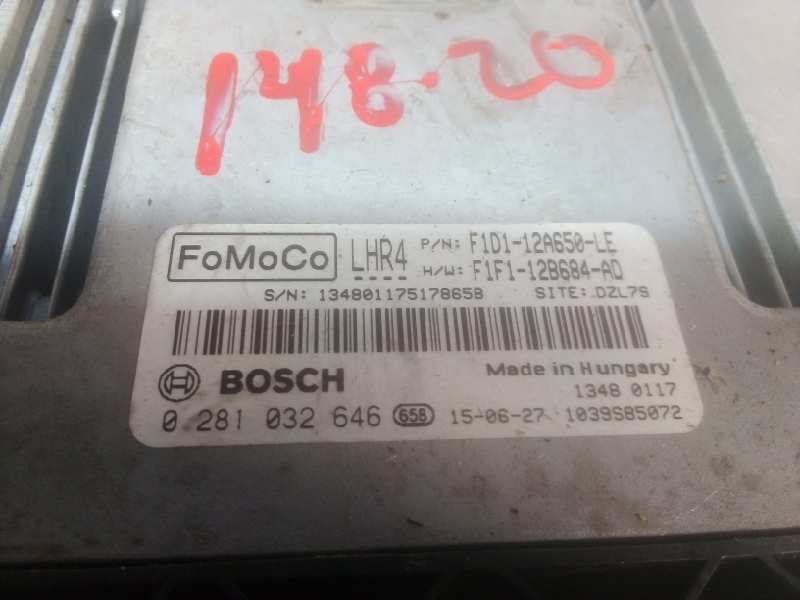 148-20
FoMoCo LHR4 P/N: F1D1-12A650-LE
H/W: F1F1-12B684-AD
S/N: 13480117517865B SITE: DZL7S
BOSCH Made in Hungary
1348 0117
0 281 032 646 658 15-06-27 1039S85072